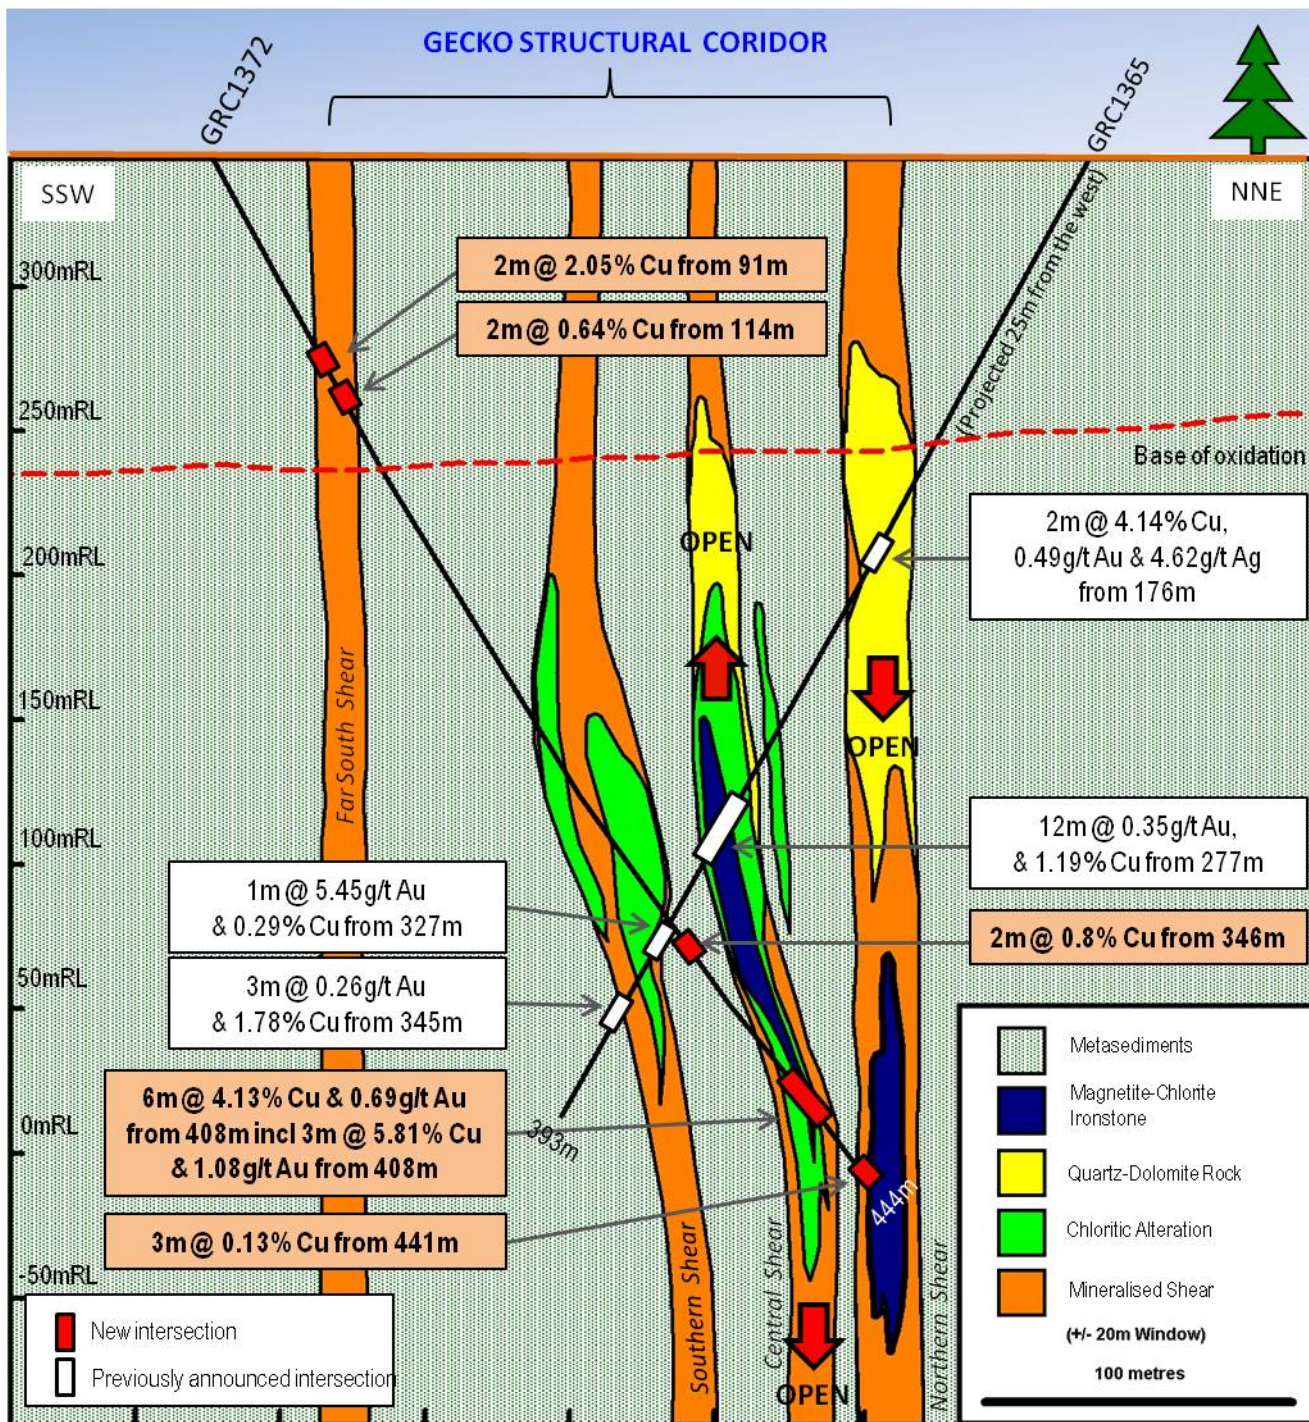 GECKO STRUCTURAL CORIDOR
GRC1372
GRC1365
(Projected 25m from the west)
SSW
NNE
300mRL
250mRL
200mRL
150mRL
100mRL
50mRL
0mRL
-50mRL
2m @ 2.05% Cu from 91m
2m @ 0.64% Cu from 114m
Base of oxidation
2m @ 4.14% Cu,
0.49g/t Au & 4.62g/t Ag
from 176m
OPEN
OPEN
Far South Shear
12m @ 0.35g/t Au,
& 1.19% Cu from 277m
1m @ 5.45g/t Au
& 0.29% Cu from 327m
2m @ 0.8% Cu from 346m
3m @ 0.26g/t Au
& 1.78% Cu from 345m
6m @ 4.13% Cu & 0.69g/t Au
from 408m incl 3m @ 5.81% Cu
& 1.08g/t Au from 408m
393m
444m
3m @ 0.13% Cu from 441m
Southern Shear
Central Shear
Northern Shear
OPEN
New intersection
Previously announced intersection
Metasediments
Magnetite-Chlorite
Ironstone
Quartz-Dolomite Rock
Chloritic Alteration
Mineralised Shear
(+/- 20m Window)
100 metres